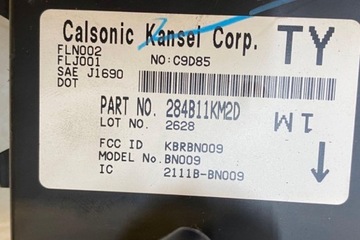 Calsonic Kansei Corp. TY
FLN002
FLJ001 NO:C9D85
SAE J1690
DOT
PART NO. 284B11KM2D
LOT NO. 2628
1M
FCC ID KBRBN009
MODEL No. BN009
IC 2111B-BN009